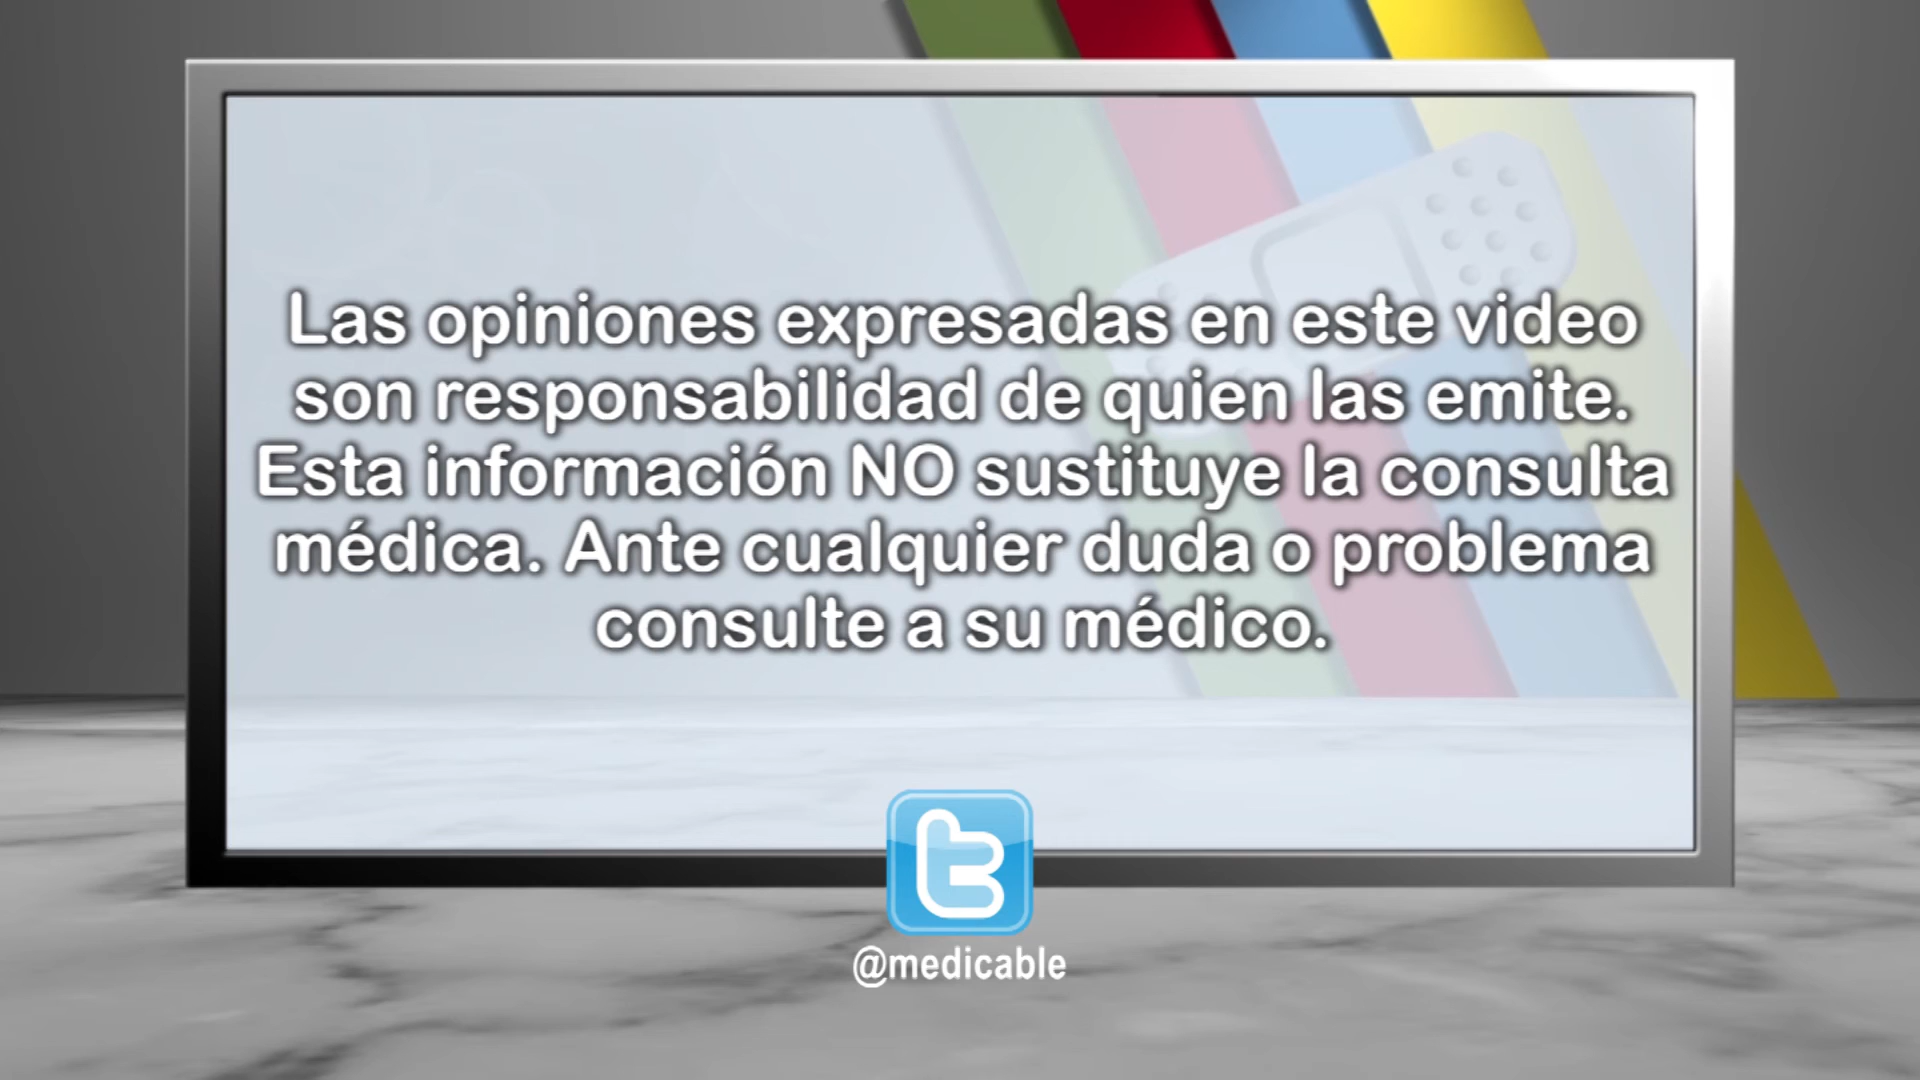 Las opiniones expresadas en este video
son responsabilidad de quien las emite.
Esta información NO sustituye la consulta
médica. Ante cualquier duda o problema
consulte a su médico.
@medicable